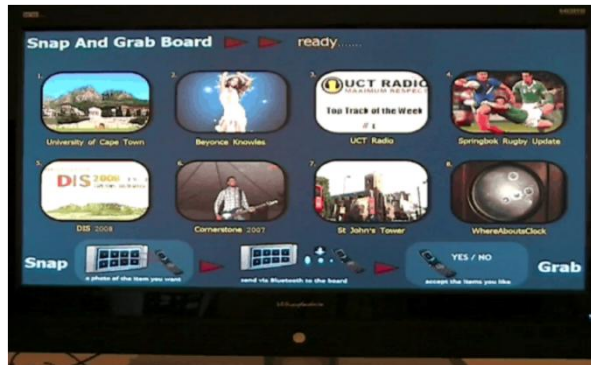 Snap And Grab Board
ready.......
1.
2.
3.
4.
UCT RADIO
MAXIMUM RESPECT
Top Track of the Week
# 1
University of Cape Town
Beyonce Knowles
UCT Radio
Springbok Rugby Update
5.
6.
7.
8.
DIS 2008
DIS 2008
Cornerstone 2007
St John's Tower
WhereAboutsClock
Snap
a photo of the item you want
send via Bluetooth to the board
YES / NO
accept the items you like
Grab